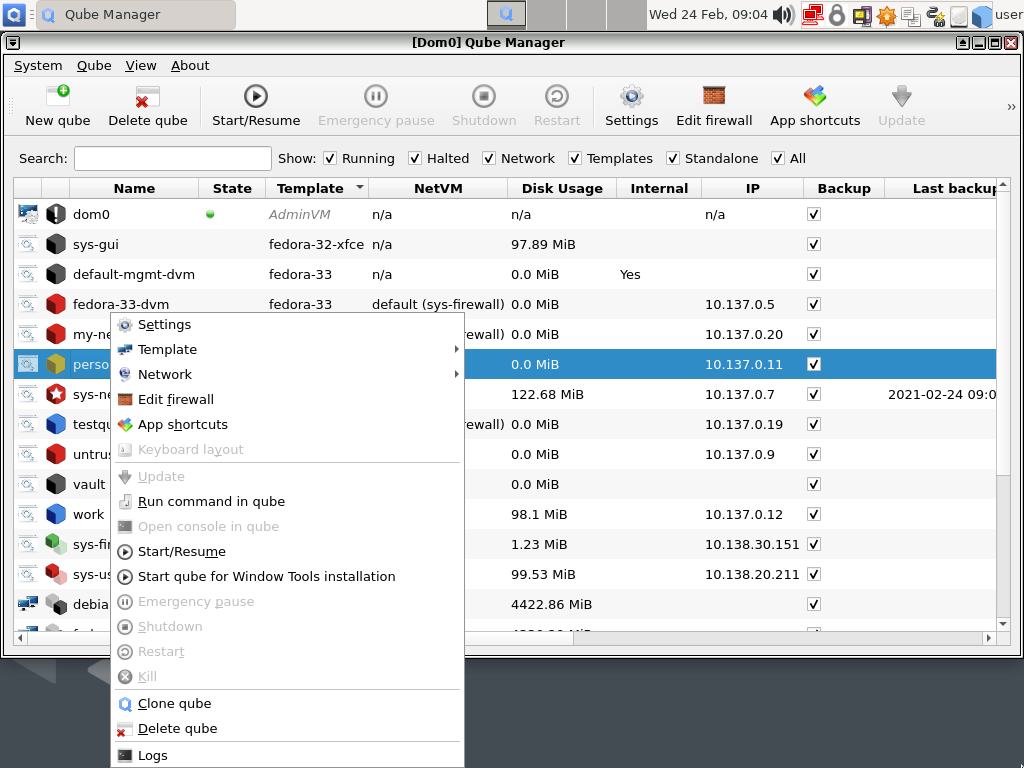 Qube Manager Wed 24 Feb, 09:04 user
[Dom0] Qube Manager
System Qube View About
New qube Delete qube Start/Resume Emergency pause Shutdown Restart Settings Edit firewall App shortcuts Update »
Search: Show: Running Halted Network Templates Standalone All
Name State Template NetVM Disk Usage Internal IP Backup Last backup
dom0 AdminVM n/a n/a n/a
sys-gui fedora-32-xfce n/a 97.89 MiB
default-mgmt-dvm fedora-33 n/a 0.0 MiB Yes
fedora-33-dvm fedora-33 default (sys-firewall) 0.0 MiB 10.137.0.5
my-ne ewall) 0.0 MiB 10.137.0.20
perso 0.0 MiB 10.137.0.11
sys-ne 122.68 MiB 10.137.0.7 2021-02-24 09:0
testqu ewall) 0.0 MiB 10.137.0.19
untrus 0.0 MiB 10.137.0.9
vault 0.0 MiB
work 98.1 MiB 10.137.0.12
sys-fir 1.23 MiB 10.138.30.151
sys-us 99.53 MiB 10.138.20.211
debia 4422.86 MiB
Settings
Template
Network
Edit firewall
App shortcuts
Keyboard layout
Update
Run command in qube
Open console in qube
Start/Resume
Start qube for Window Tools installation
Emergency pause
Shutdown
Restart
Kill
Clone qube
Delete qube
Logs